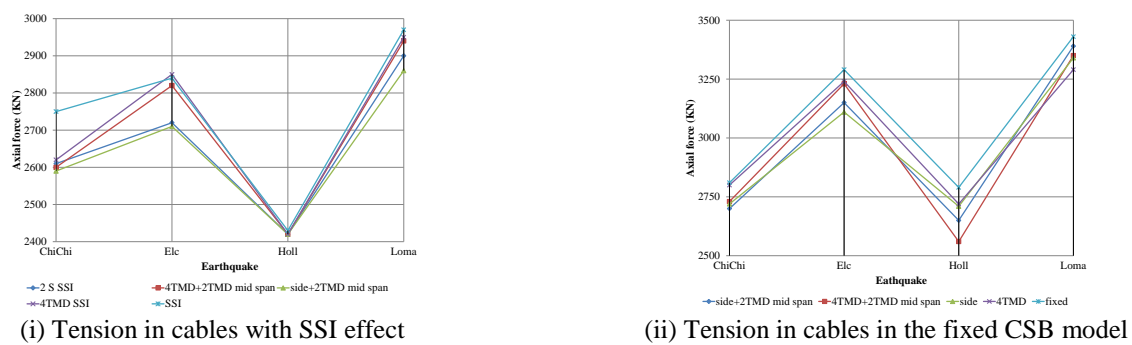 3000
2900
2800
2700
2600
2500
2400
Axial force (KN)
ChiChi Elc Holl Loma
Earthquake
2 S SSI 4TMD+2TMD mid span side+2TMD mid span
4TMD SSI SSI
(i) Tension in cables with SSI effect
3500
3250
3000
2750
2500
Axial force (KN)
ChiChi Elc Holl Loma
Eathquake
side+2TMD mid span 4TMD+2TMD mid span side 4TMD fixed
(ii) Tension in cables in the fixed CSB model